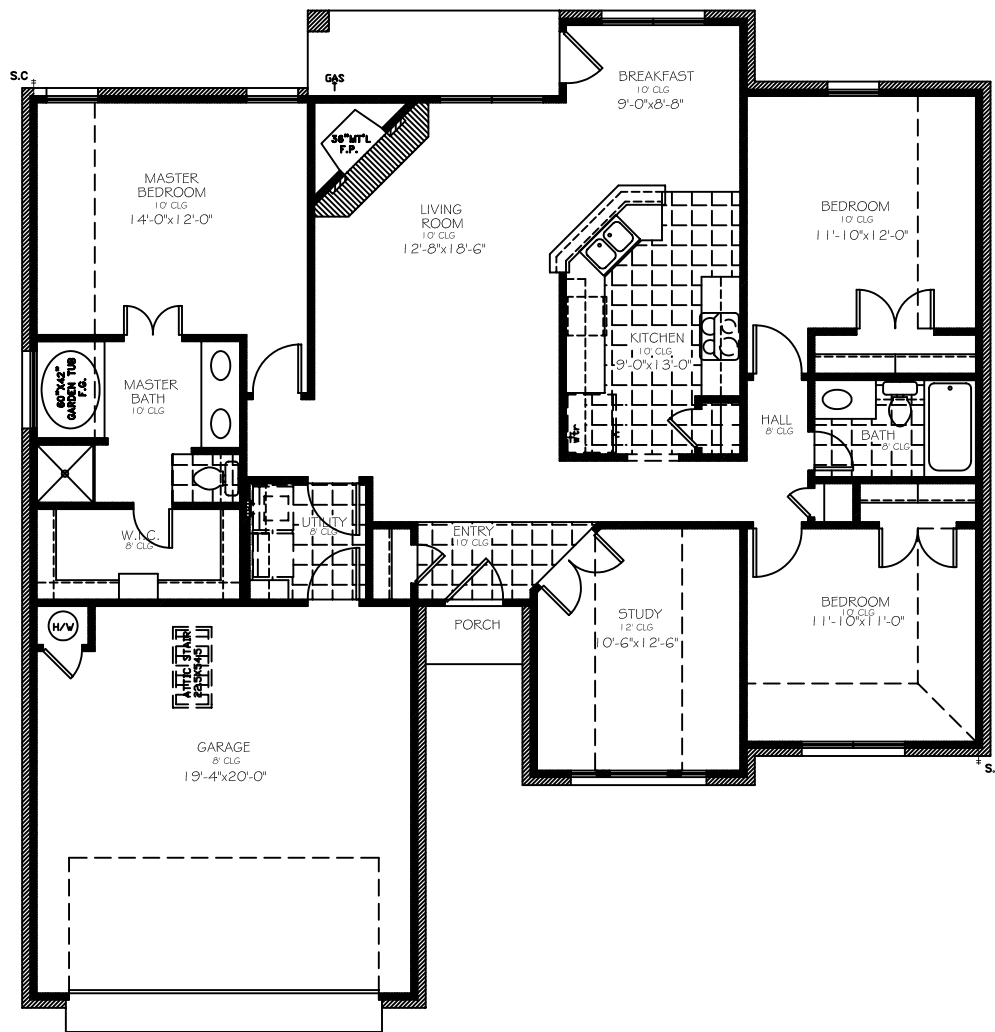 S.C
GAS
36"MT'L
F.P.
BREAKFAST
10' CLG
9'-0"x8'-8"
MASTER
BEDROOM
10' CLG
14'-0"x12'-0"
LIVING
ROOM
10' CLG
12'-8"x18'-6"
BEDROOM
10' CLG
11'-10"x12'-0"
KITCHEN
10' CLG
9'-0"x13'-0"
60"X42"
GARDEN TUB
F.G.
MASTER
BATH
10' CLG
HALL
8' CLG
BATH
8' CLG
W.I.C.
8' CLG
UTILITY
8' CLG
ENTRY
10' CLG
H/W
PORCH
STUDY
12' CLG
10'-6"x12'-6"
BEDROOM
10' CLG
11'-10"x11'-0"
ATTIC STAIR
22.5X54.5
GARAGE
8' CLG
19'-4"x20'-0"
S.